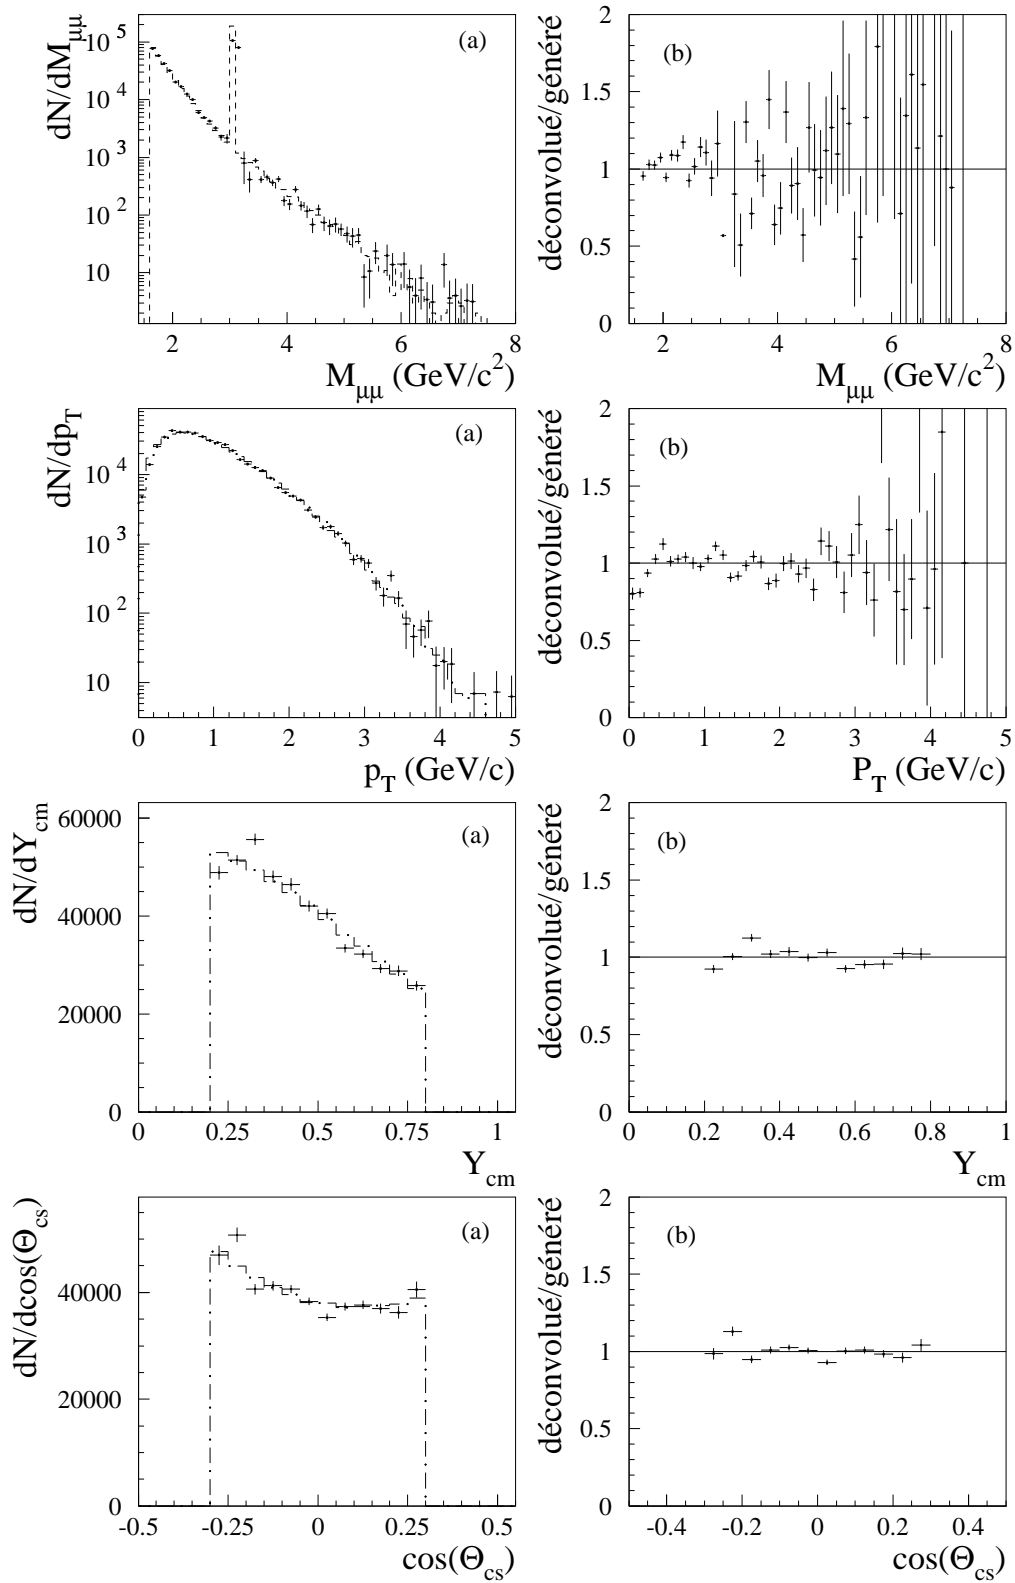 dN/dM_μμ
(a)
10^5
10^4
10^3
10^2
10
2 4 6 8
M_μμ (GeV/c^2)
déconvolué/généré
(b)
2
1.5
1
0.5
0
2 4 6 8
M_μμ (GeV/c^2)
dN/dp_T
(a)
10^4
10^3
10^2
10
0 1 2 3 4 5
p_T (GeV/c)
déconvolué/généré
(b)
2
1.5
1
0.5
0
0 1 2 3 4 5
P_T (GeV/c)
dN/dY_cm
(a)
60000
40000
20000
0
0 0.25 0.5 0.75 1
Y_cm
déconvolué/généré
(b)
2
1.5
1
0.5
0
0 0.2 0.4 0.6 0.8 1
Y_cm
dN/dcos(Θ_cs)
(a)
40000
20000
0
-0.5 -0.25 0 0.25 0.5
cos(Θ_cs)
déconvolué/généré
(b)
2
1.5
1
0.5
0
-0.4 -0.2 0 0.2 0.4
cos(Θ_cs)